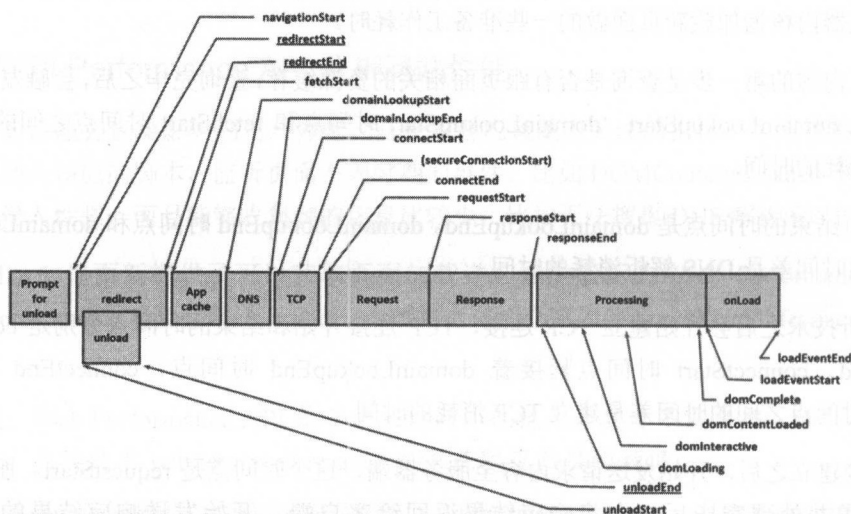 navigationStart
redirectStart
redirectEnd
fetchStart
domainLookupStart
domainLookupEnd
connectStart
(secureConnectionStart)
connectEnd
requestStart
responseStart
responseEnd
Prompt
for
unload
redirect
unload
App
cache
DNS
TCP
Request
Response
Processing
onLoad
loadEventEnd
loadEventStart
domComplete
domContentLoaded
domInteractive
domLoading
unloadEnd
unloadStart